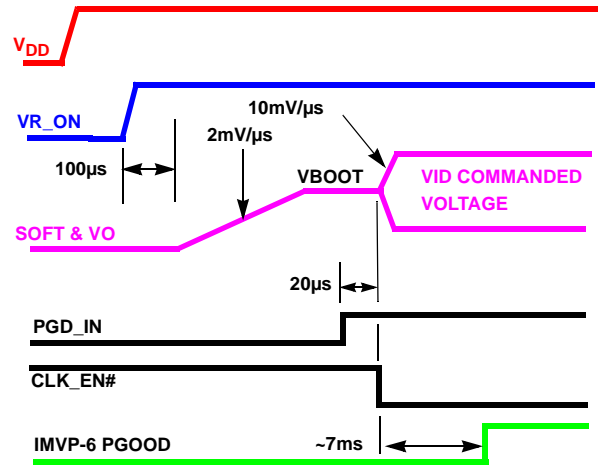 VDD
10mV/µs
VR_ON
2mV/µs
100µs
VBOOT
VID COMMANDED
VOLTAGE
SOFT & VO
20µs
PGD_IN
CLK_EN#
IMVP-6 PGOOD
~7ms